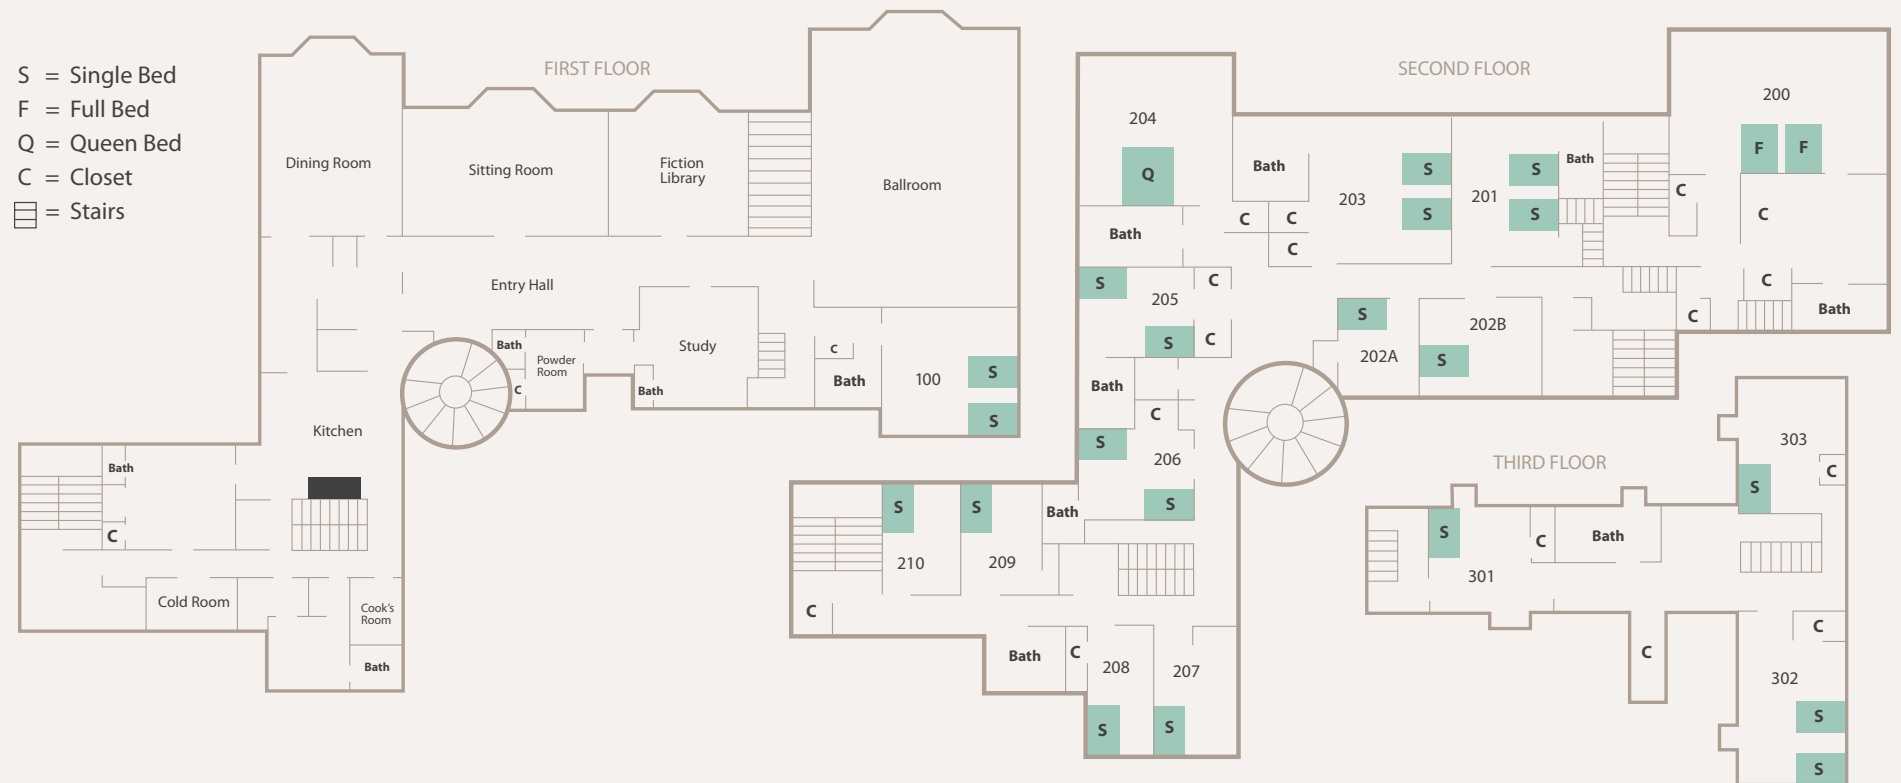 S = Single Bed
F = Full Bed
Q = Queen Bed
C = Closet
= Stairs
FIRST FLOOR
Dining Room
Sitting Room
Fiction
Library
Ballroom
Entry Hall
Study
Bath
Powder
Room
C
Bath
C
Bath
100
S
S
Kitchen
Bath
C
Cold Room
Cook's
Room
Bath
SECOND FLOOR
204
Q
Bath
Bath
C
C
C
203
S
S
201
S
S
Bath
200
F
F
C
C
C
C
Bath
S
205
C
S
C
S
202A
202B
S
Bath
C
S
206
S
S
210
S
209
Bath
C
Bath
C
208
207
S
S
THIRD FLOOR
303
C
S
S
301
C
Bath
C
C
302
S
S